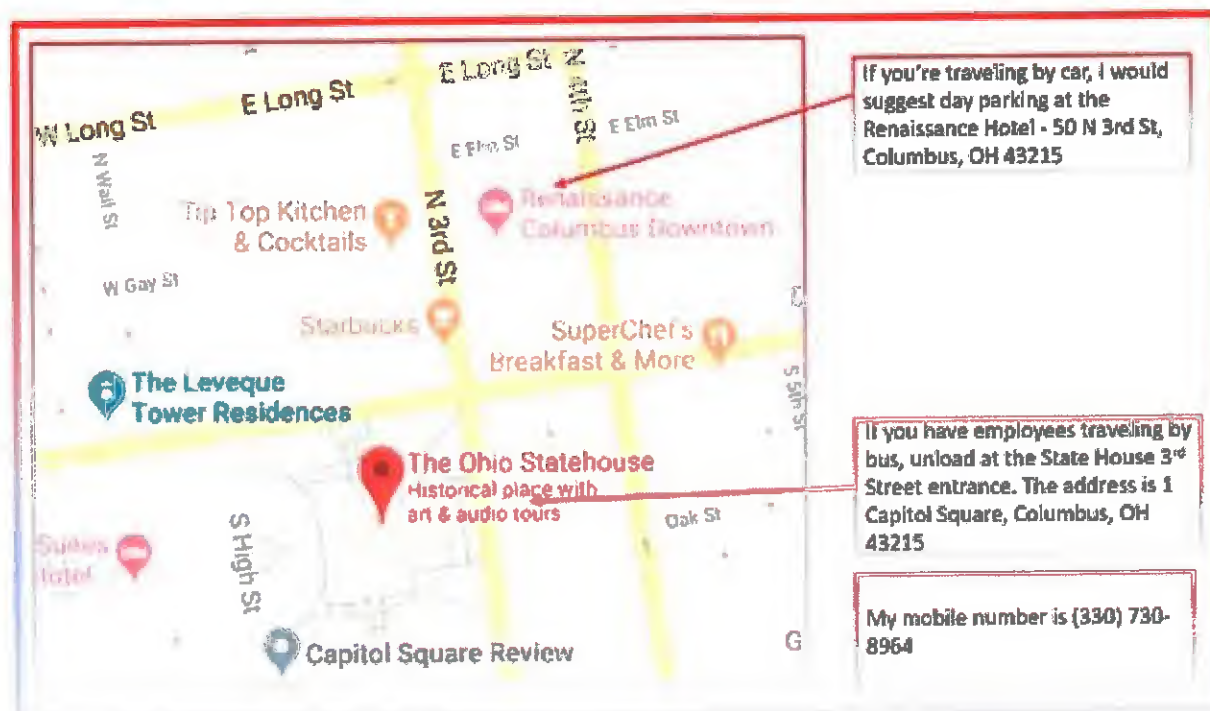 E Long St
E Long St
W Long St
N 4th St
E Elm St
E Elm St
N Wall St
N 3rd St
Tip Top Kitchen
& Cocktails
Renaissance
Columbus Downtown
W Gay St
Starbucks
SuperChef's
Breakfast & More
S 5th St
The Leveque
Tower Residences
The Ohio Statehouse
Historical place with
art & audio tours
Oak St
S High St
Suites
Hotel
Capitol Square Review
G
If you're traveling by car, I would
suggest day parking at the
Renaissance Hotel - 50 N 3rd St,
Columbus, OH 43215
If you have employees traveling by
bus, unload at the State House 3rd
Street entrance. The address is 1
Capitol Square, Columbus, OH
43215
My mobile number is (330) 730-
8964